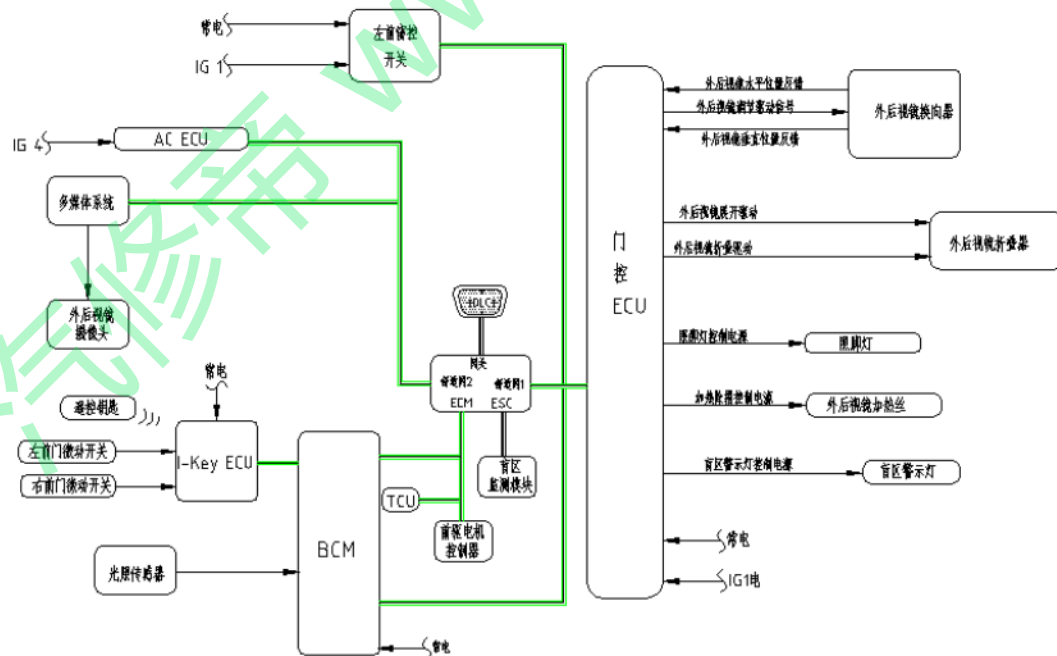 常电
左前窗控
开关
IG 1
IG 4
AC ECU
多媒体系统
外后视镜
摄像头
汽修帝 w
常电
遥控钥匙
左前门微动开关
右前门微动开关
I-Key ECU
光照传感器
BCM
常电
DLC
网关
舒适网2
舒适网1
ECM
ESC
TCU
前驱电机
控制器
盲区
监测模块
门
控
ECU
外后视镜水平位置反馈
外后视镜调节驱动信号
外后视镜垂直位置反馈
外后视镜换向器
外后视镜展开驱动
外后视镜折叠驱动
外后视镜折叠器
照脚灯控制电源
照脚灯
加热除霜控制电源
外后视镜加热丝
盲区警示灯控制电源
盲区警示灯
常电
IG1电